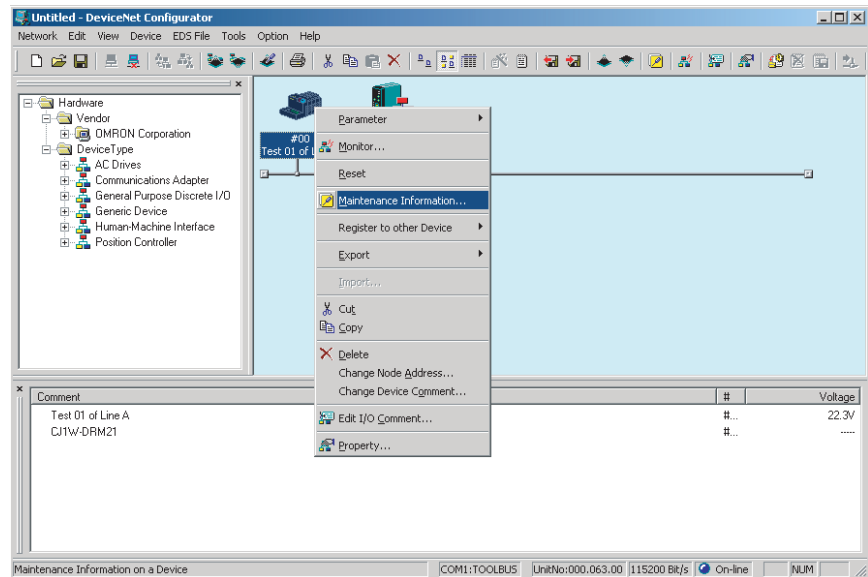 Untitled - DeviceNet Configurator
Network Edit View Device EDS File Tools Option Help
Hardware
Vendor
OMRON Corporation
DeviceType
AC Drives
Communications Adapter
General Purpose Discrete I/O
Generic Device
Human-Machine Interface
Position Controller
#00
Test 01 of
Parameter
Monitor...
Reset
Maintenance Information...
Register to other Device
Export
Import...
Cut
Copy
Delete
Change Node Address...
Change Device Comment...
Edit I/O Comment...
Property...
Comment # Voltage
Test 01 of Line A #... 22.3V
CJ1W-DRM21 #... -----
Maintenance Information on a Device COM1:TOOLBUS UnitNo:000.063.00 115200 Bit/s On-line NUM